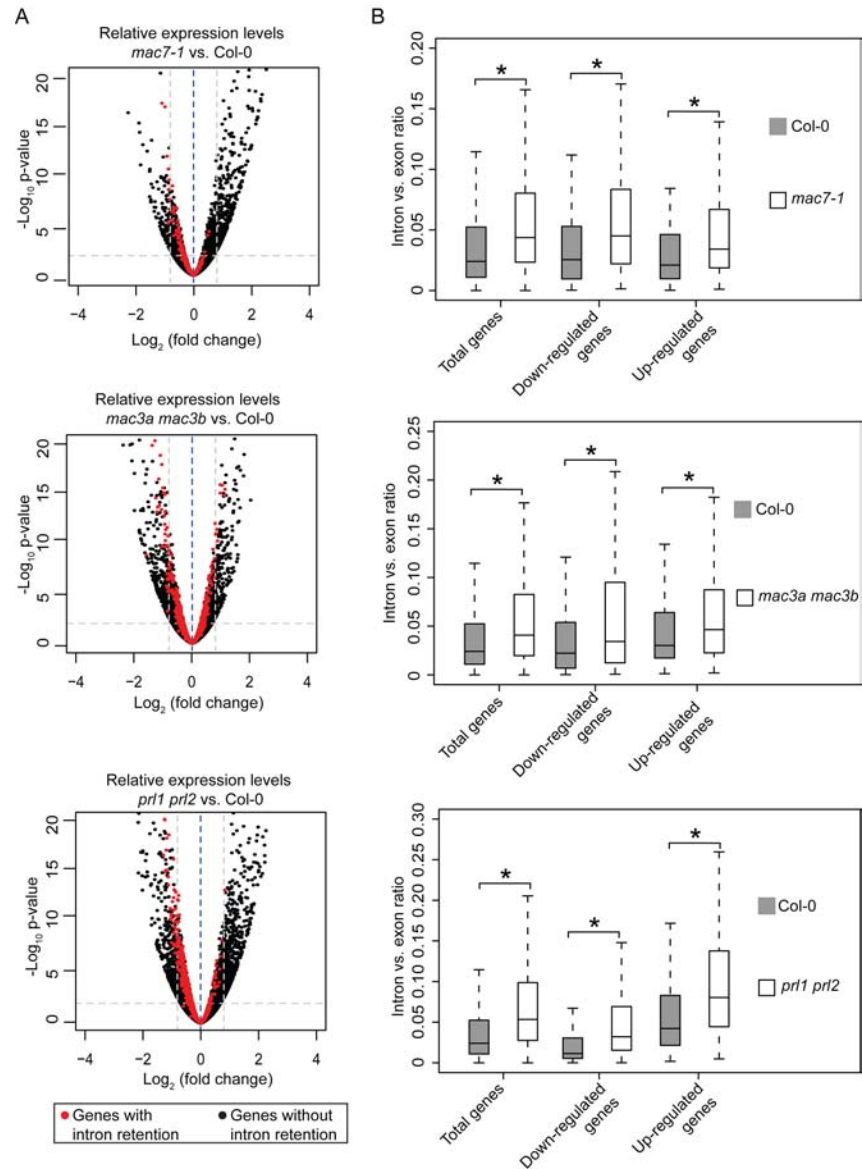 A
Relative expression levels
mac7-1 vs. Col-0
20
15
10
5
0
-Log10 p-value
−4
−2
0
2
4
Log2 (fold change)
Relative expression levels
mac3a mac3b vs. Col-0
20
15
10
5
0
-Log10 p-value
−4
−2
0
2
4
Log2 (fold change)
Relative expression levels
prl1 prl2 vs. Col-0
20
15
10
5
0
-Log10 p-value
−4
−2
0
2
4
Log2 (fold change)
Genes with
intron retention
Genes without
intron retention
B
0.20
0.15
0.10
0.05
0
Intron vs. exon ratio
*
*
*
Col-0
mac7-1
Total genes
Down-regulated
genes
Up-regulated
genes
0.25
0.20
0.15
0.10
0.05
0
Intron vs. exon ratio
*
*
*
Col-0
mac3a mac3b
Total genes
Down-regulated
genes
Up-regulated
genes
0.30
0.25
0.20
0.15
0.10
0.05
0
Intron vs. exon ratio
*
*
*
Col-0
prl1 prl2
Total genes
Down-regulated
genes
Up-regulated
genes